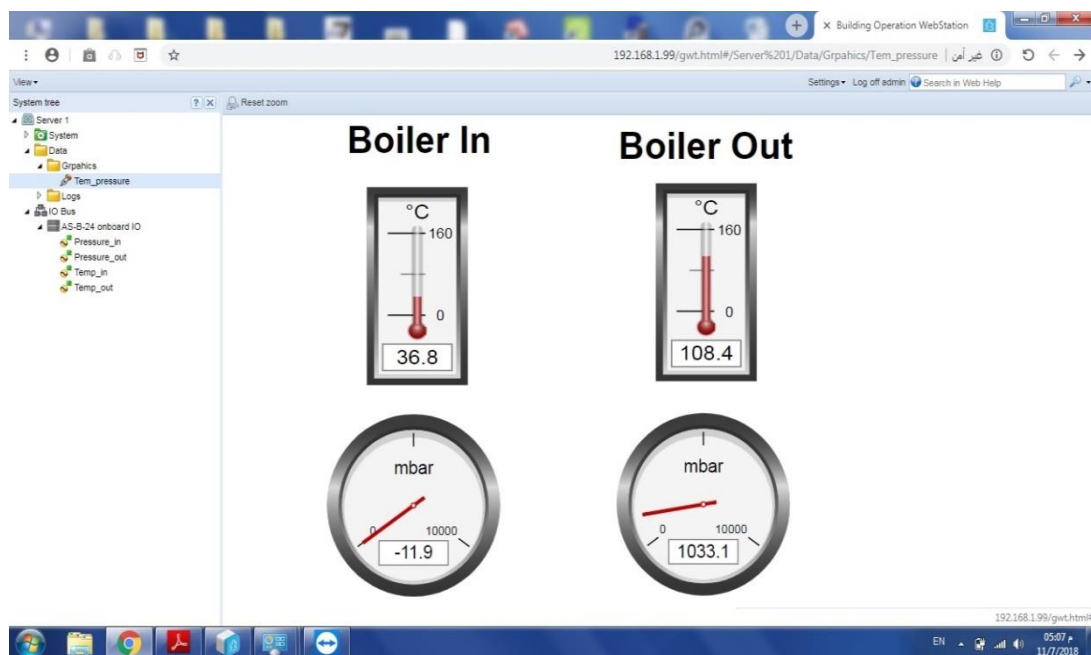 Building Operation WebStation
192.168.1.99/gwt.html#/Server%201/Data/Grpahics/Tem_pressure | غير آمن
View
Settings Log off admin Search in Web Help
System tree ? X Reset zoom
Server 1
System
Data
Grpahics
Tem_pressure
Logs
IO Bus
AS-B-24 onboard IO
Pressure_in
Pressure_out
Temp_in
Temp_out
Boiler In
°C
160
0
36.8
mbar
0 10000
-11.9
Boiler Out
°C
160
0
108.4
mbar
0 10000
1033.1
192.168.1.99/gwt.html#
EN 05:07 م
11/7/2018